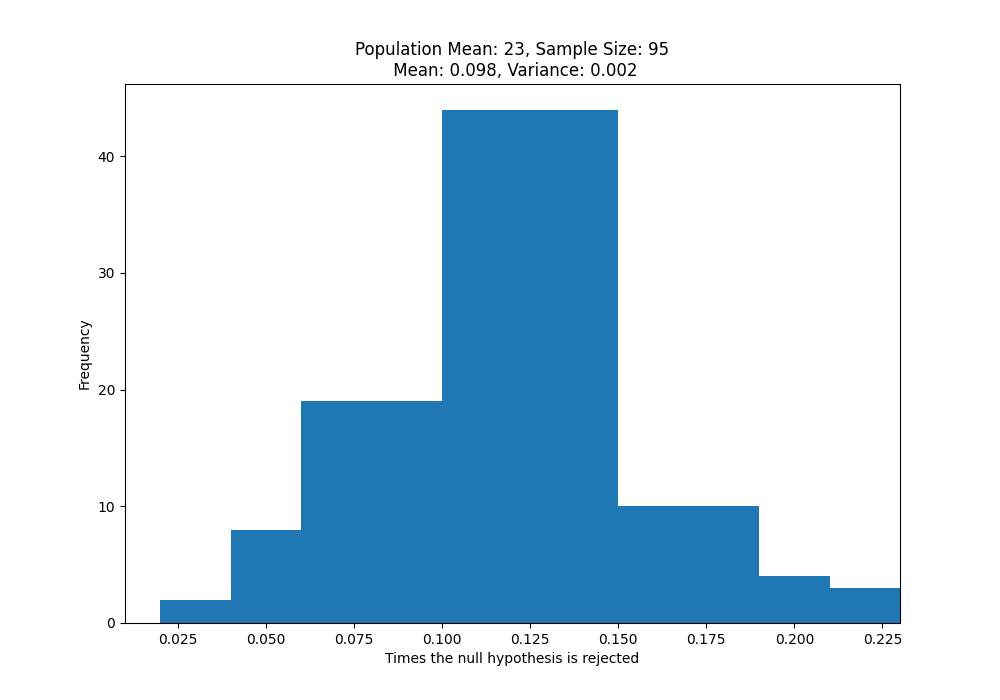 Population Mean: 23, Sample Size: 95
Mean: 0.098, Variance: 0.002
40
30
20
10
0
Frequency
0.025 0.050 0.075 0.100 0.125 0.150 0.175 0.200 0.225
Times the null hypothesis is rejected